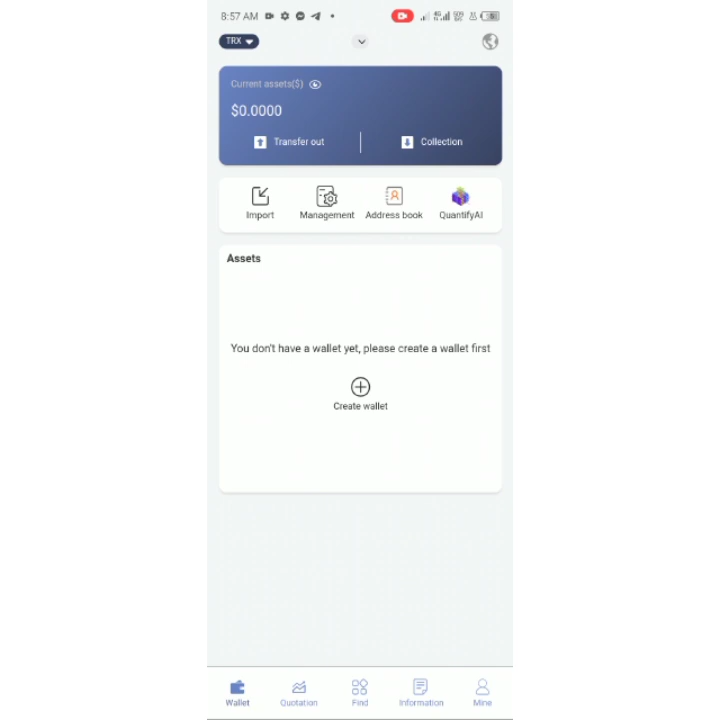 8:57 AM
TRX
Current assets($)
$0.0000
Transfer out
Collection
Import
Management
Address book
QuantifyAI
Assets
You don't have a wallet yet, please create a wallet first
Create wallet
Wallet
Quotation
Find
Information
Mine